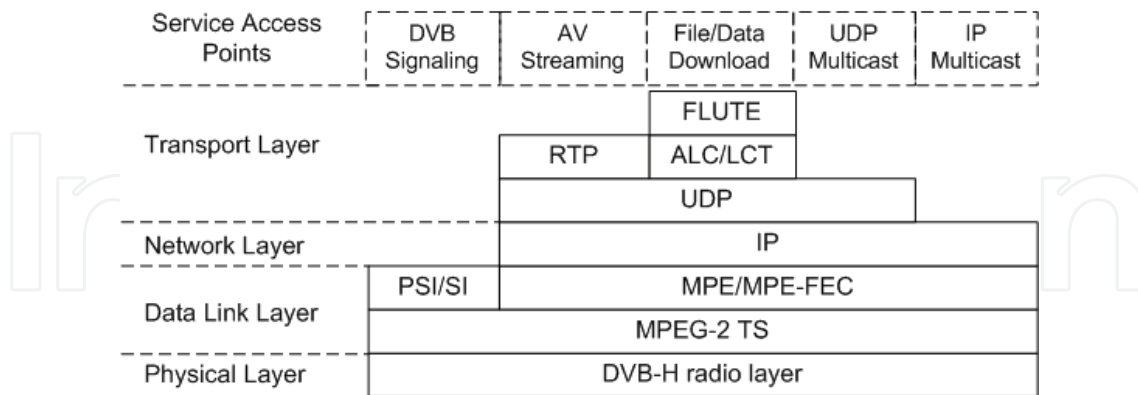 Service Access Points
DVB Signaling
AV Streaming
File/Data Download
UDP Multicast
IP Multicast
Transport Layer
FLUTE
RTP
ALC/LCT
UDP
Network Layer
IP
Data Link Layer
PSI/SI
MPE/MPE-FEC
MPEG-2 TS
Physical Layer
DVB-H radio layer